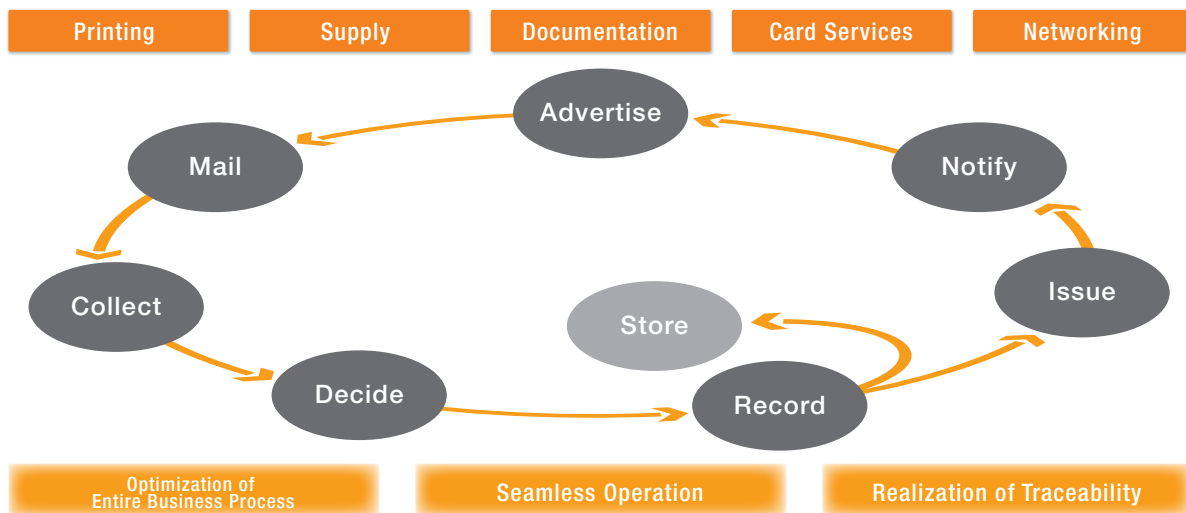 Printing
Supply
Documentation
Card Services
Networking
Advertise
Mail
Notify
Collect
Store
Issue
Decide
Record
Optimization of
Entire Business Process
Seamless Operation
Realization of Traceability